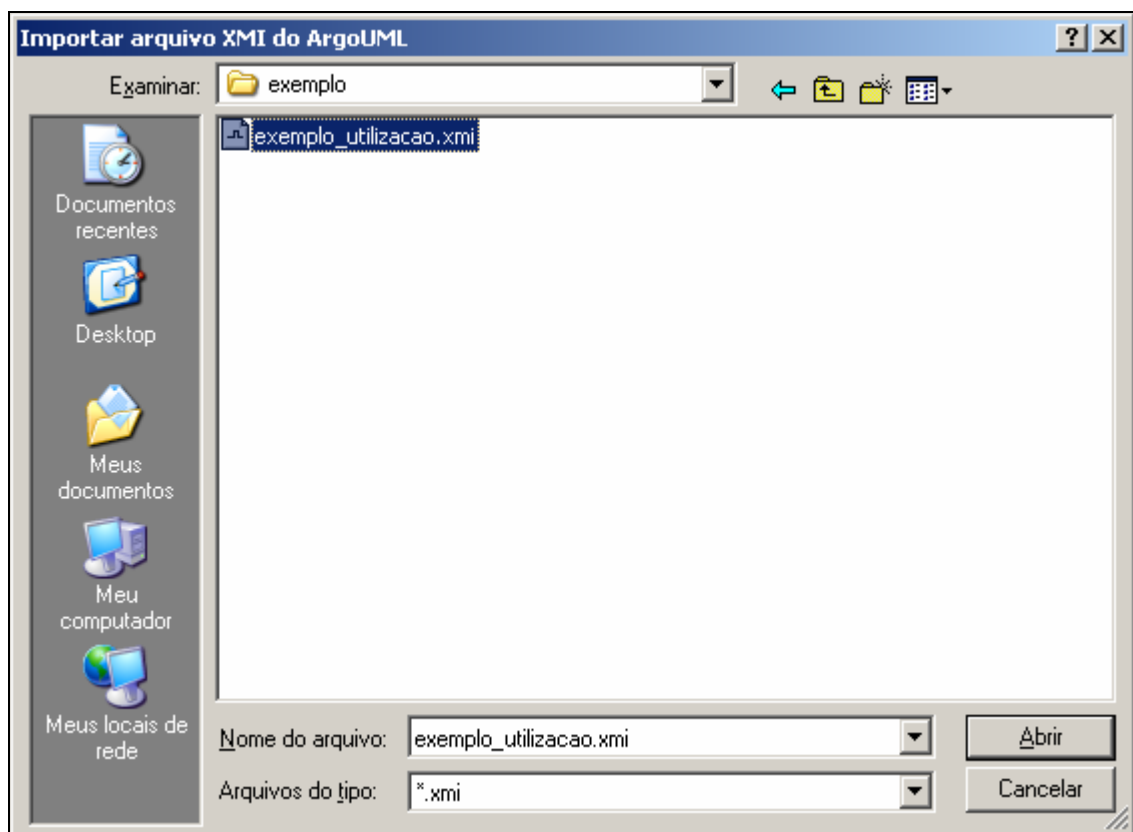 Importar arquivo XMI do ArgoUML
Examinar: exemplo
exemplo_utilizacao.xmi
Documentos
recentes
Desktop
Meus
documentos
Meu
computador
Meus locais de
rede
Nome do arquivo: exemplo_utilizacao.xmi Abrir
Arquivos do tipo: *.xmi Cancelar